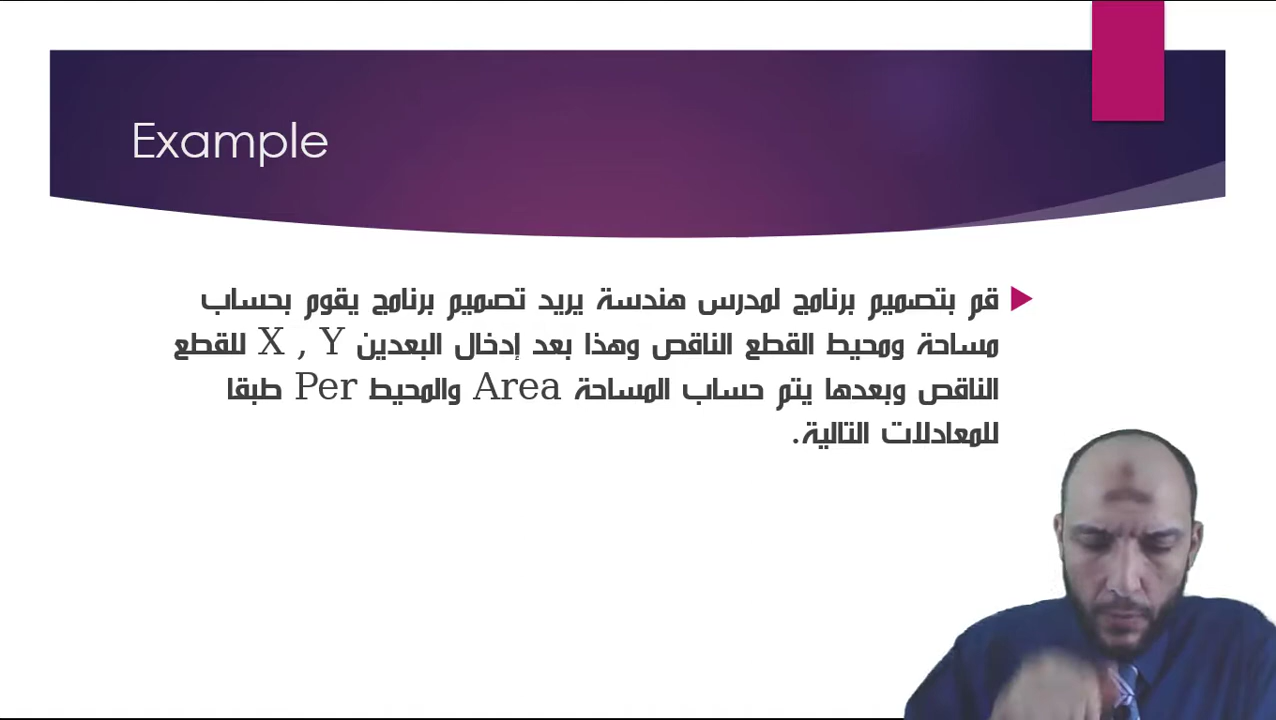 Example
قم بتصميم برنامج لمدرس هندسة يريد تصميم برنامج يقوم بحساب
مساحة ومحيط القطع الناقص وهذا بعد إدخال البعدين X , Y للقطع
الناقص وبعدها يتم حساب المساحة Area والمحيط Per طبقا
للمعادلات التالية.